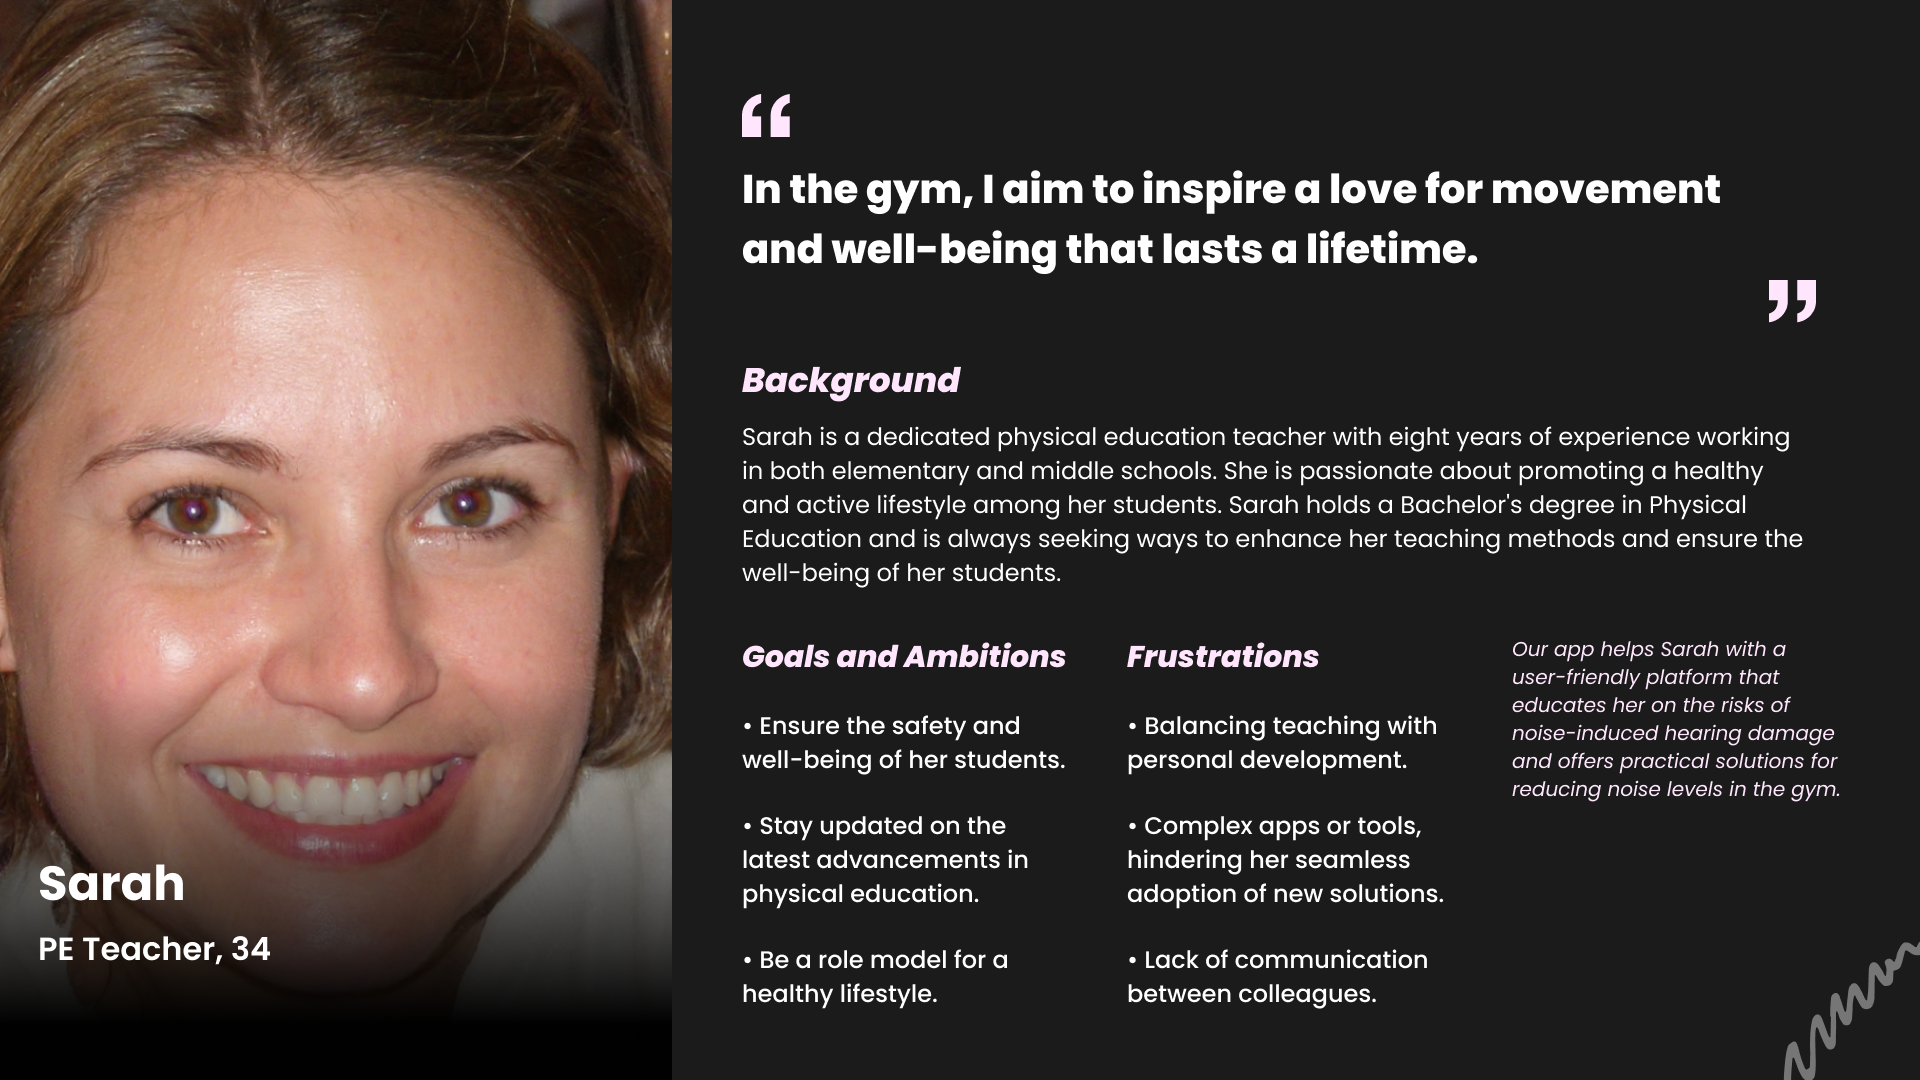 “
In the gym, I aim to inspire a love for movement
and well-being that lasts a lifetime.
”
Background
Sarah is a dedicated physical education teacher with eight years of experience working
in both elementary and middle schools. She is passionate about promoting a healthy
and active lifestyle among her students. Sarah holds a Bachelor's degree in Physical
Education and is always seeking ways to enhance her teaching methods and ensure the
well-being of her students.
Goals and Ambitions
• Ensure the safety and
well-being of her students.
• Stay updated on the
latest advancements in
physical education.
• Be a role model for a
healthy lifestyle.
Frustrations
• Balancing teaching with
personal development.
• Complex apps or tools,
hindering her seamless
adoption of new solutions.
• Lack of communication
between colleagues.
Our app helps Sarah with a
user-friendly platform that
educates her on the risks of
noise-induced hearing damage
and offers practical solutions for
reducing noise levels in the gym.
Sarah
PE Teacher, 34